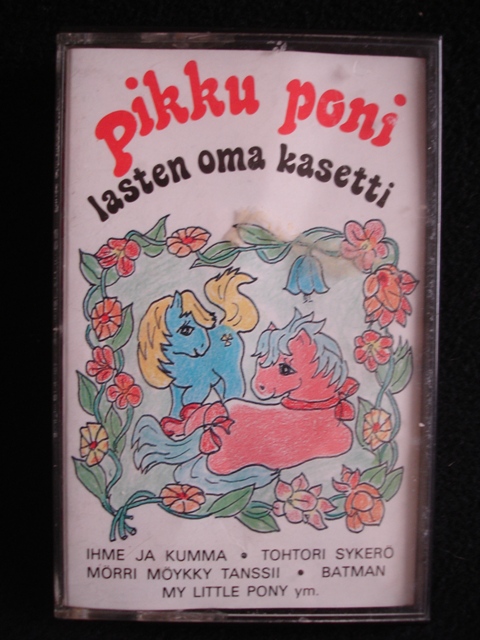 pikku poni
lasten oma kasetti
IHME JA KUMMA • TOHTORI SYKERÖ
MÖRRI MÖYKKY TANSSII • BATMAN
MY LITTLE PONY ym.